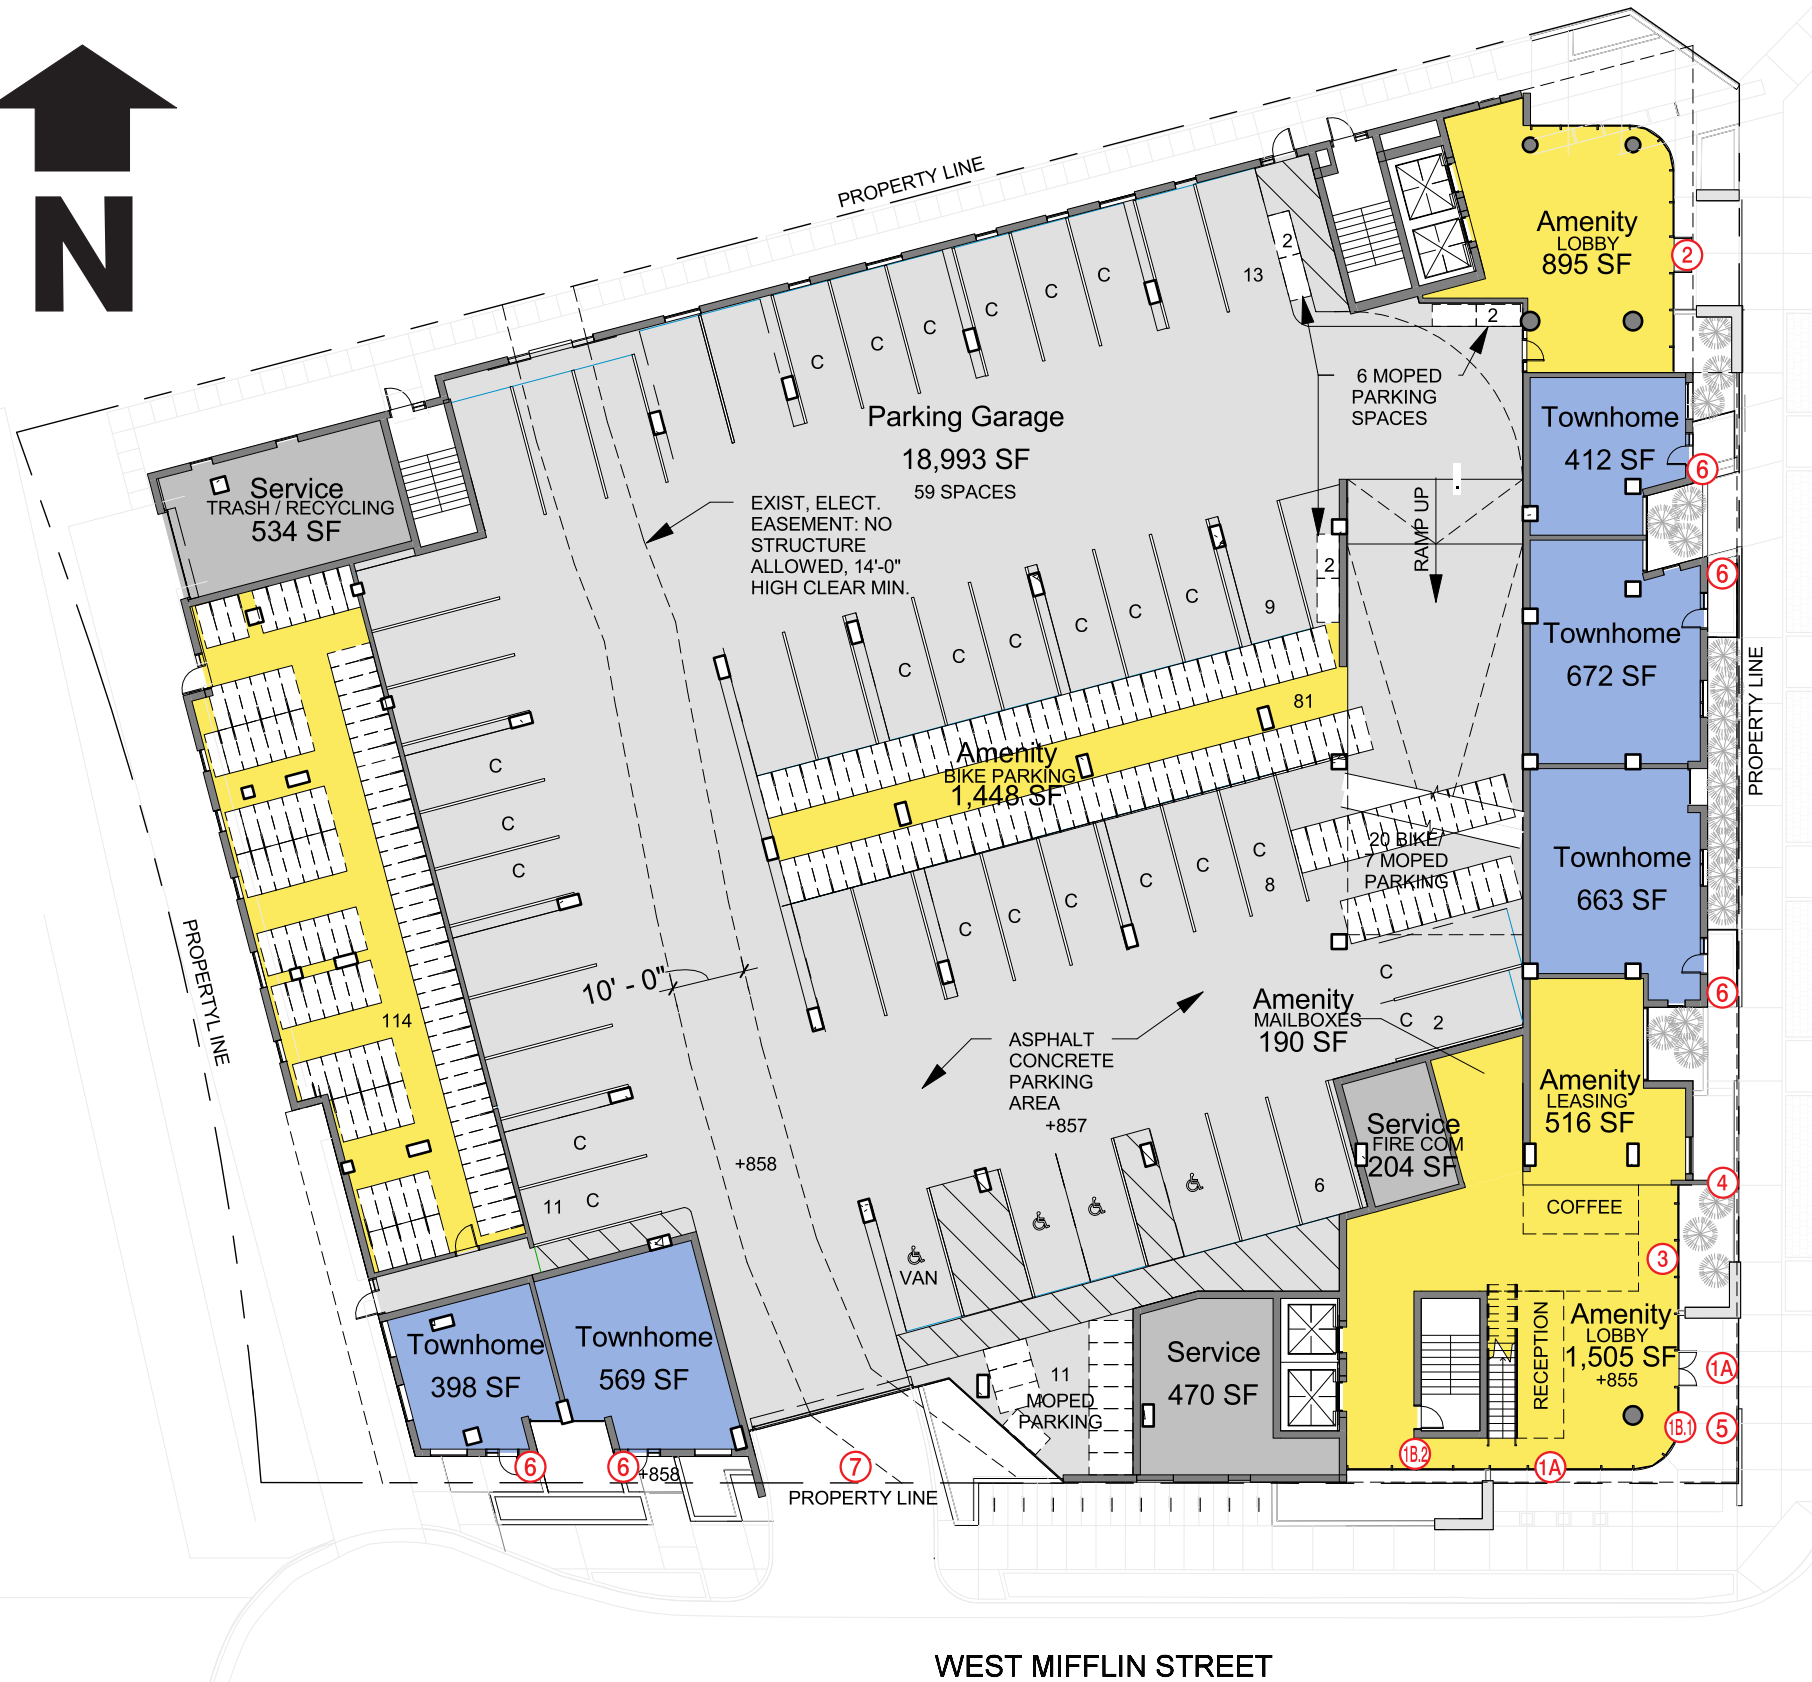 N
PROPERTY LINE
Amenity
LOBBY
895 SF
2
2
13
C
C
C
C
C
C
2
6 MOPED
PARKING
SPACES
Parking Garage
18,993 SF
59 SPACES
Townhome
412 SF
6
Service
TRASH / RECYCLING
534 SF
EXIST, ELECT.
EASEMENT: NO
STRUCTURE
ALLOWED, 14'-0"
HIGH CLEAR MIN.
RAMP UP
2
6
9
C
C
C
C
C
C
Townhome
672 SF
PROPERTY LINE
81
Amenity
BIKE PARKING
1,448 SF
C
C
C
20 BIKE/
7 MOPED
PARKING
Townhome
663 SF
C
8
C
C
C
C
C
PROPERTYL INE
10' - 0"
114
C
C 2
6
Amenity
MAILBOXES
190 SF
ASPHALT
CONCRETE
PARKING
AREA
+857
Amenity
LEASING
516 SF
Service
FIRE COM
204 SF
4
C
+858
11 C
6
COFFEE
VAN
3
Amenity
LOBBY
1,505 SF
+855
RECEPTION
1A
Townhome
398 SF
Townhome
569 SF
Service
470 SF
11
MOPED
PARKING
1B.1
5
1B.2
1A
6
6
+858
7
PROPERTY LINE
WEST MIFFLIN STREET